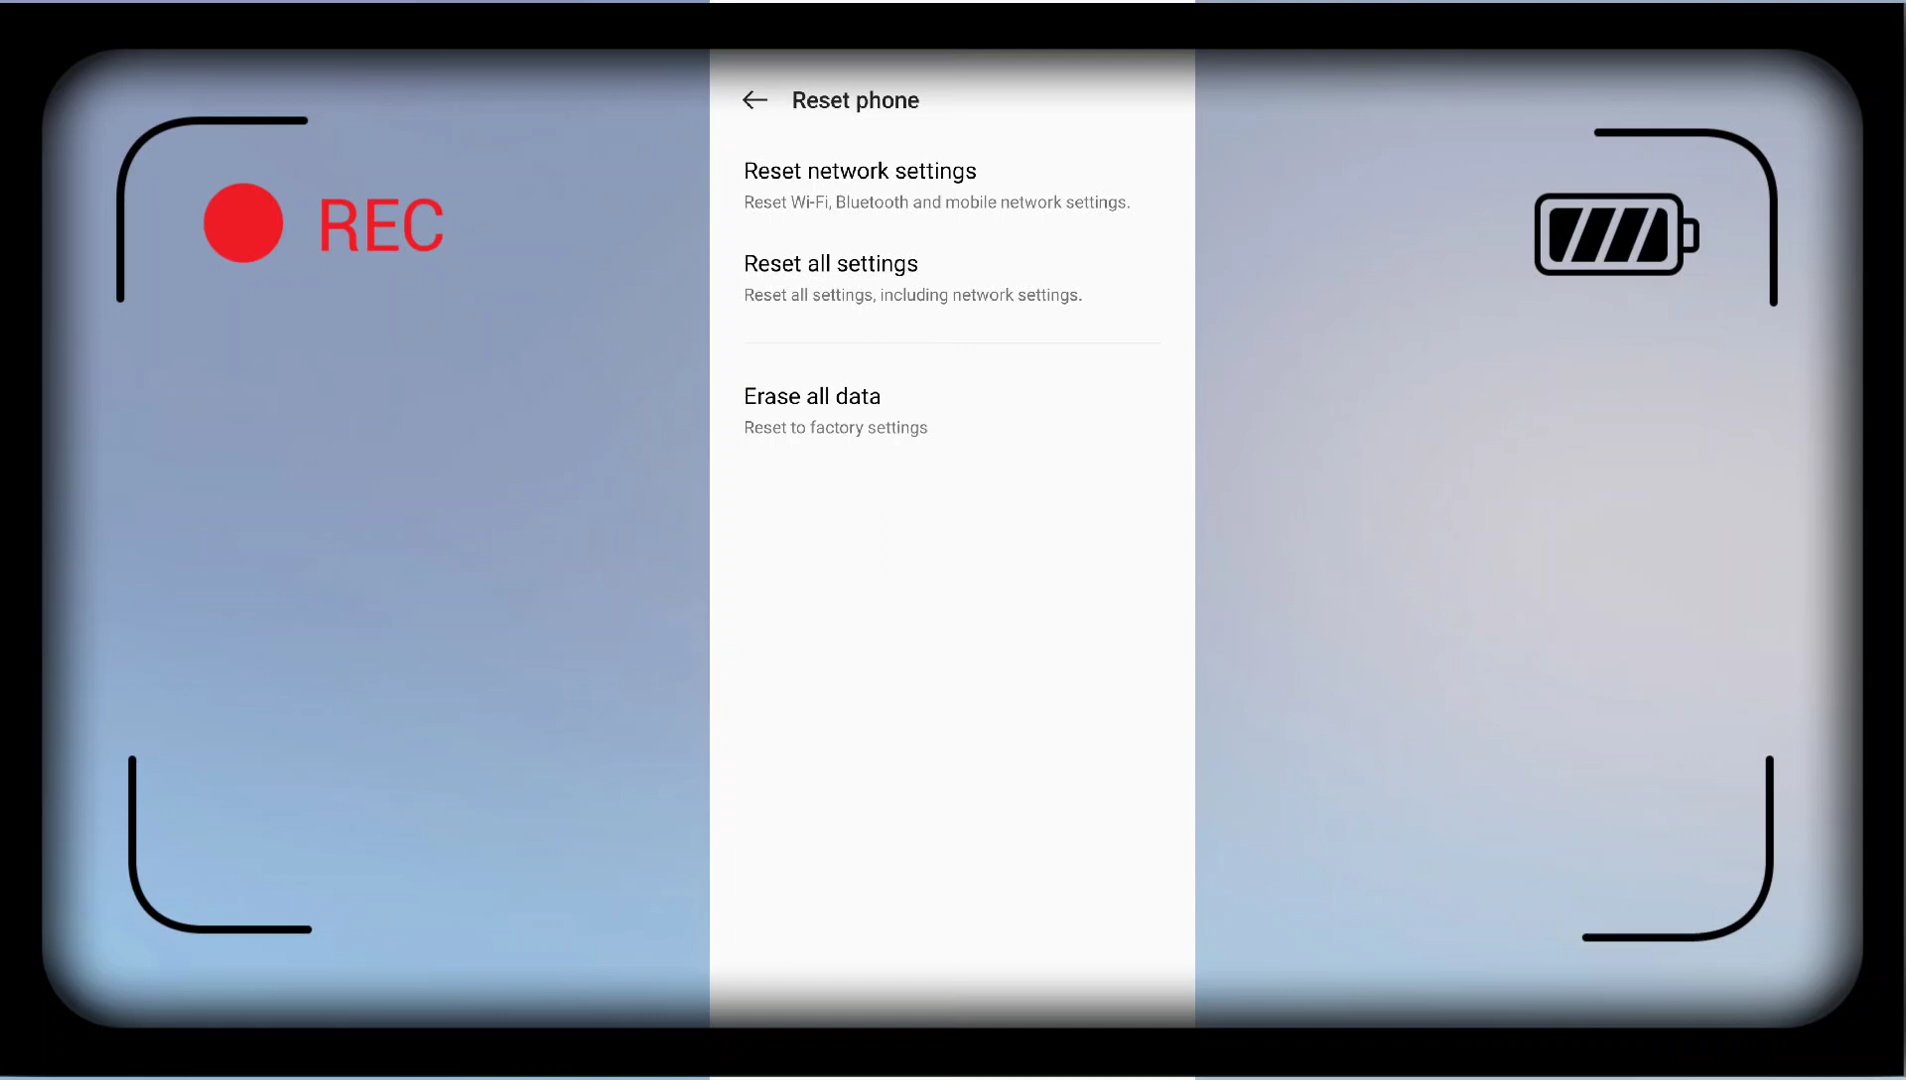 Reset phone
REC
Reset network settings
Reset Wi-Fi, Bluetooth and mobile network settings.
Reset all settings
Reset all settings, including network settings.
Erase all data
Reset to factory settings